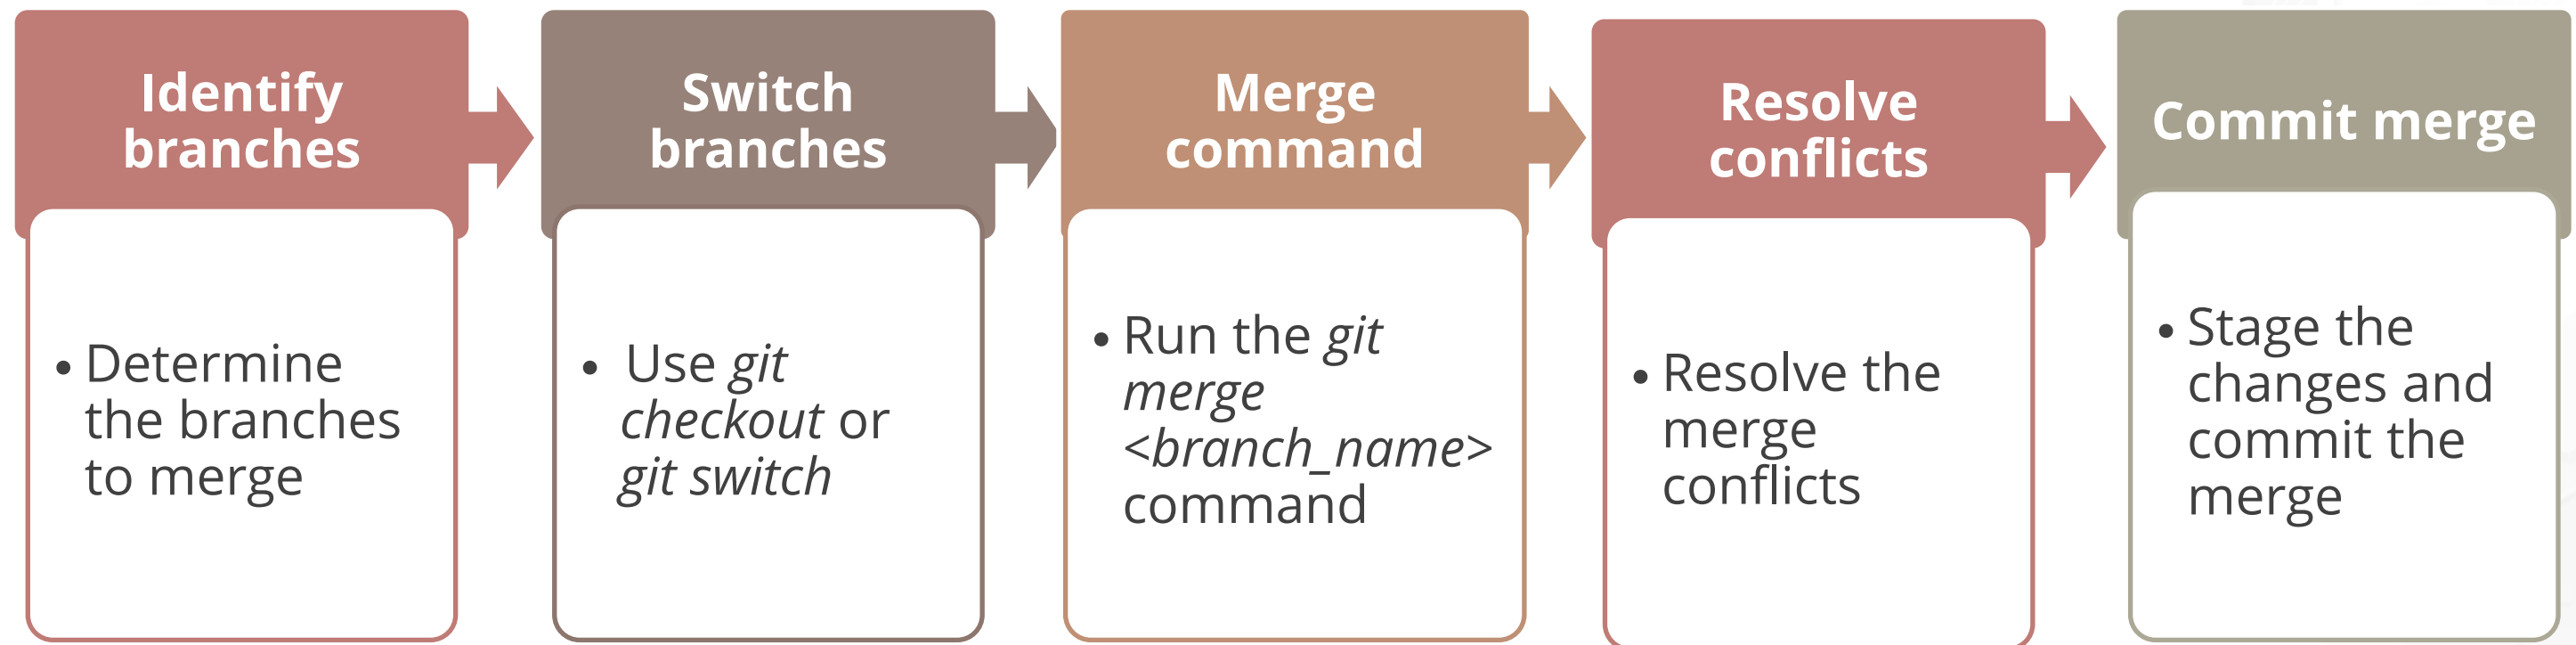 Identify
branches
• Determine
the branches
to merge
Switch
branches
• Use git
checkout or
git switch
Merge
command
• Run the git
merge
<branch_name>
command
Resolve
conflicts
• Resolve the
merge
conflicts
Commit merge
• Stage the
changes and
commit the
merge